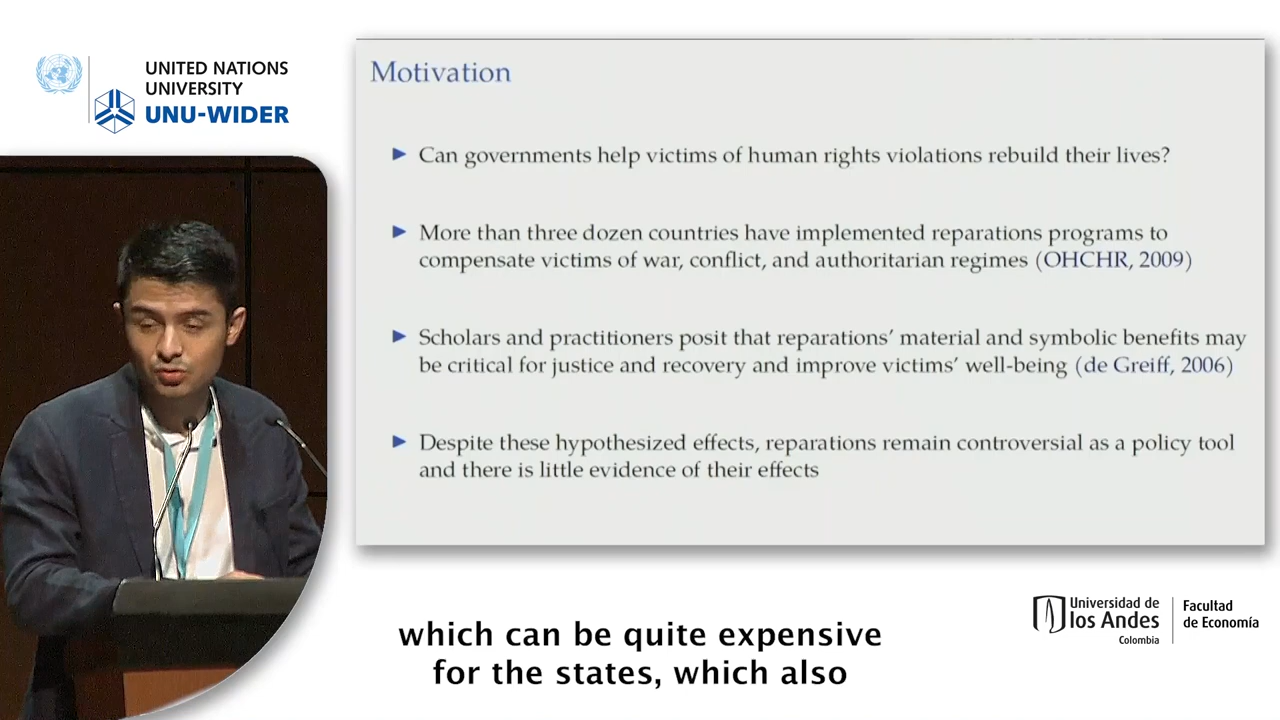 UNITED NATIONS
UNIVERSITY
UNU-WIDER
Motivation
Can governments help victims of human rights violations rebuild their lives?
More than three dozen countries have implemented reparations programs to
compensate victims of war, conflict, and authoritarian regimes (OHCHR, 2009)
Scholars and practitioners posit that reparations' material and symbolic benefits may
be critical for justice and recovery and improve victims' well-being (de Greiff, 2006)
Despite these hypothesized effects, reparations remain controversial as a policy tool
and there is little evidence of their effects
which can be quite expensive
for the states, which also
Universidad de
los Andes
Colombia
Facultad
de Economía